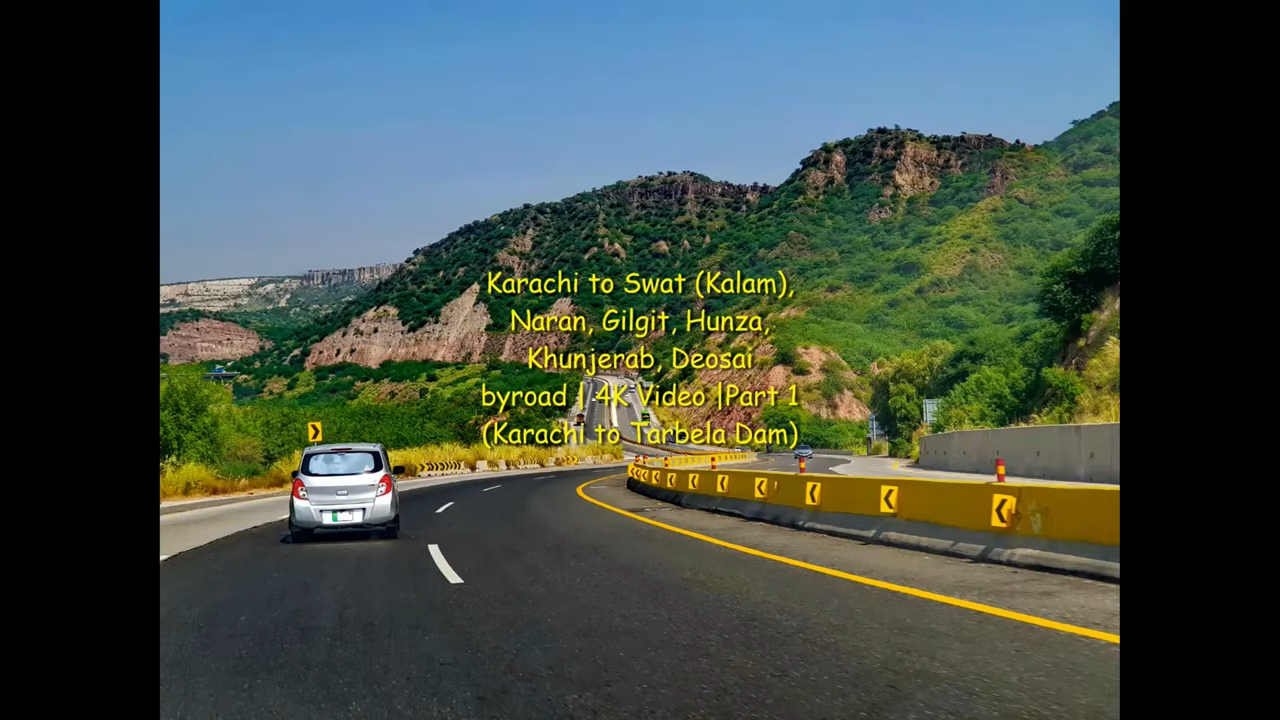 Karachi to Swat (Kalam),
Naran, Gilgit, Hunza,
Khunjerab, Deosai
byroad | 4K Video |Part 1
(Karachi to Tarbela Dam)